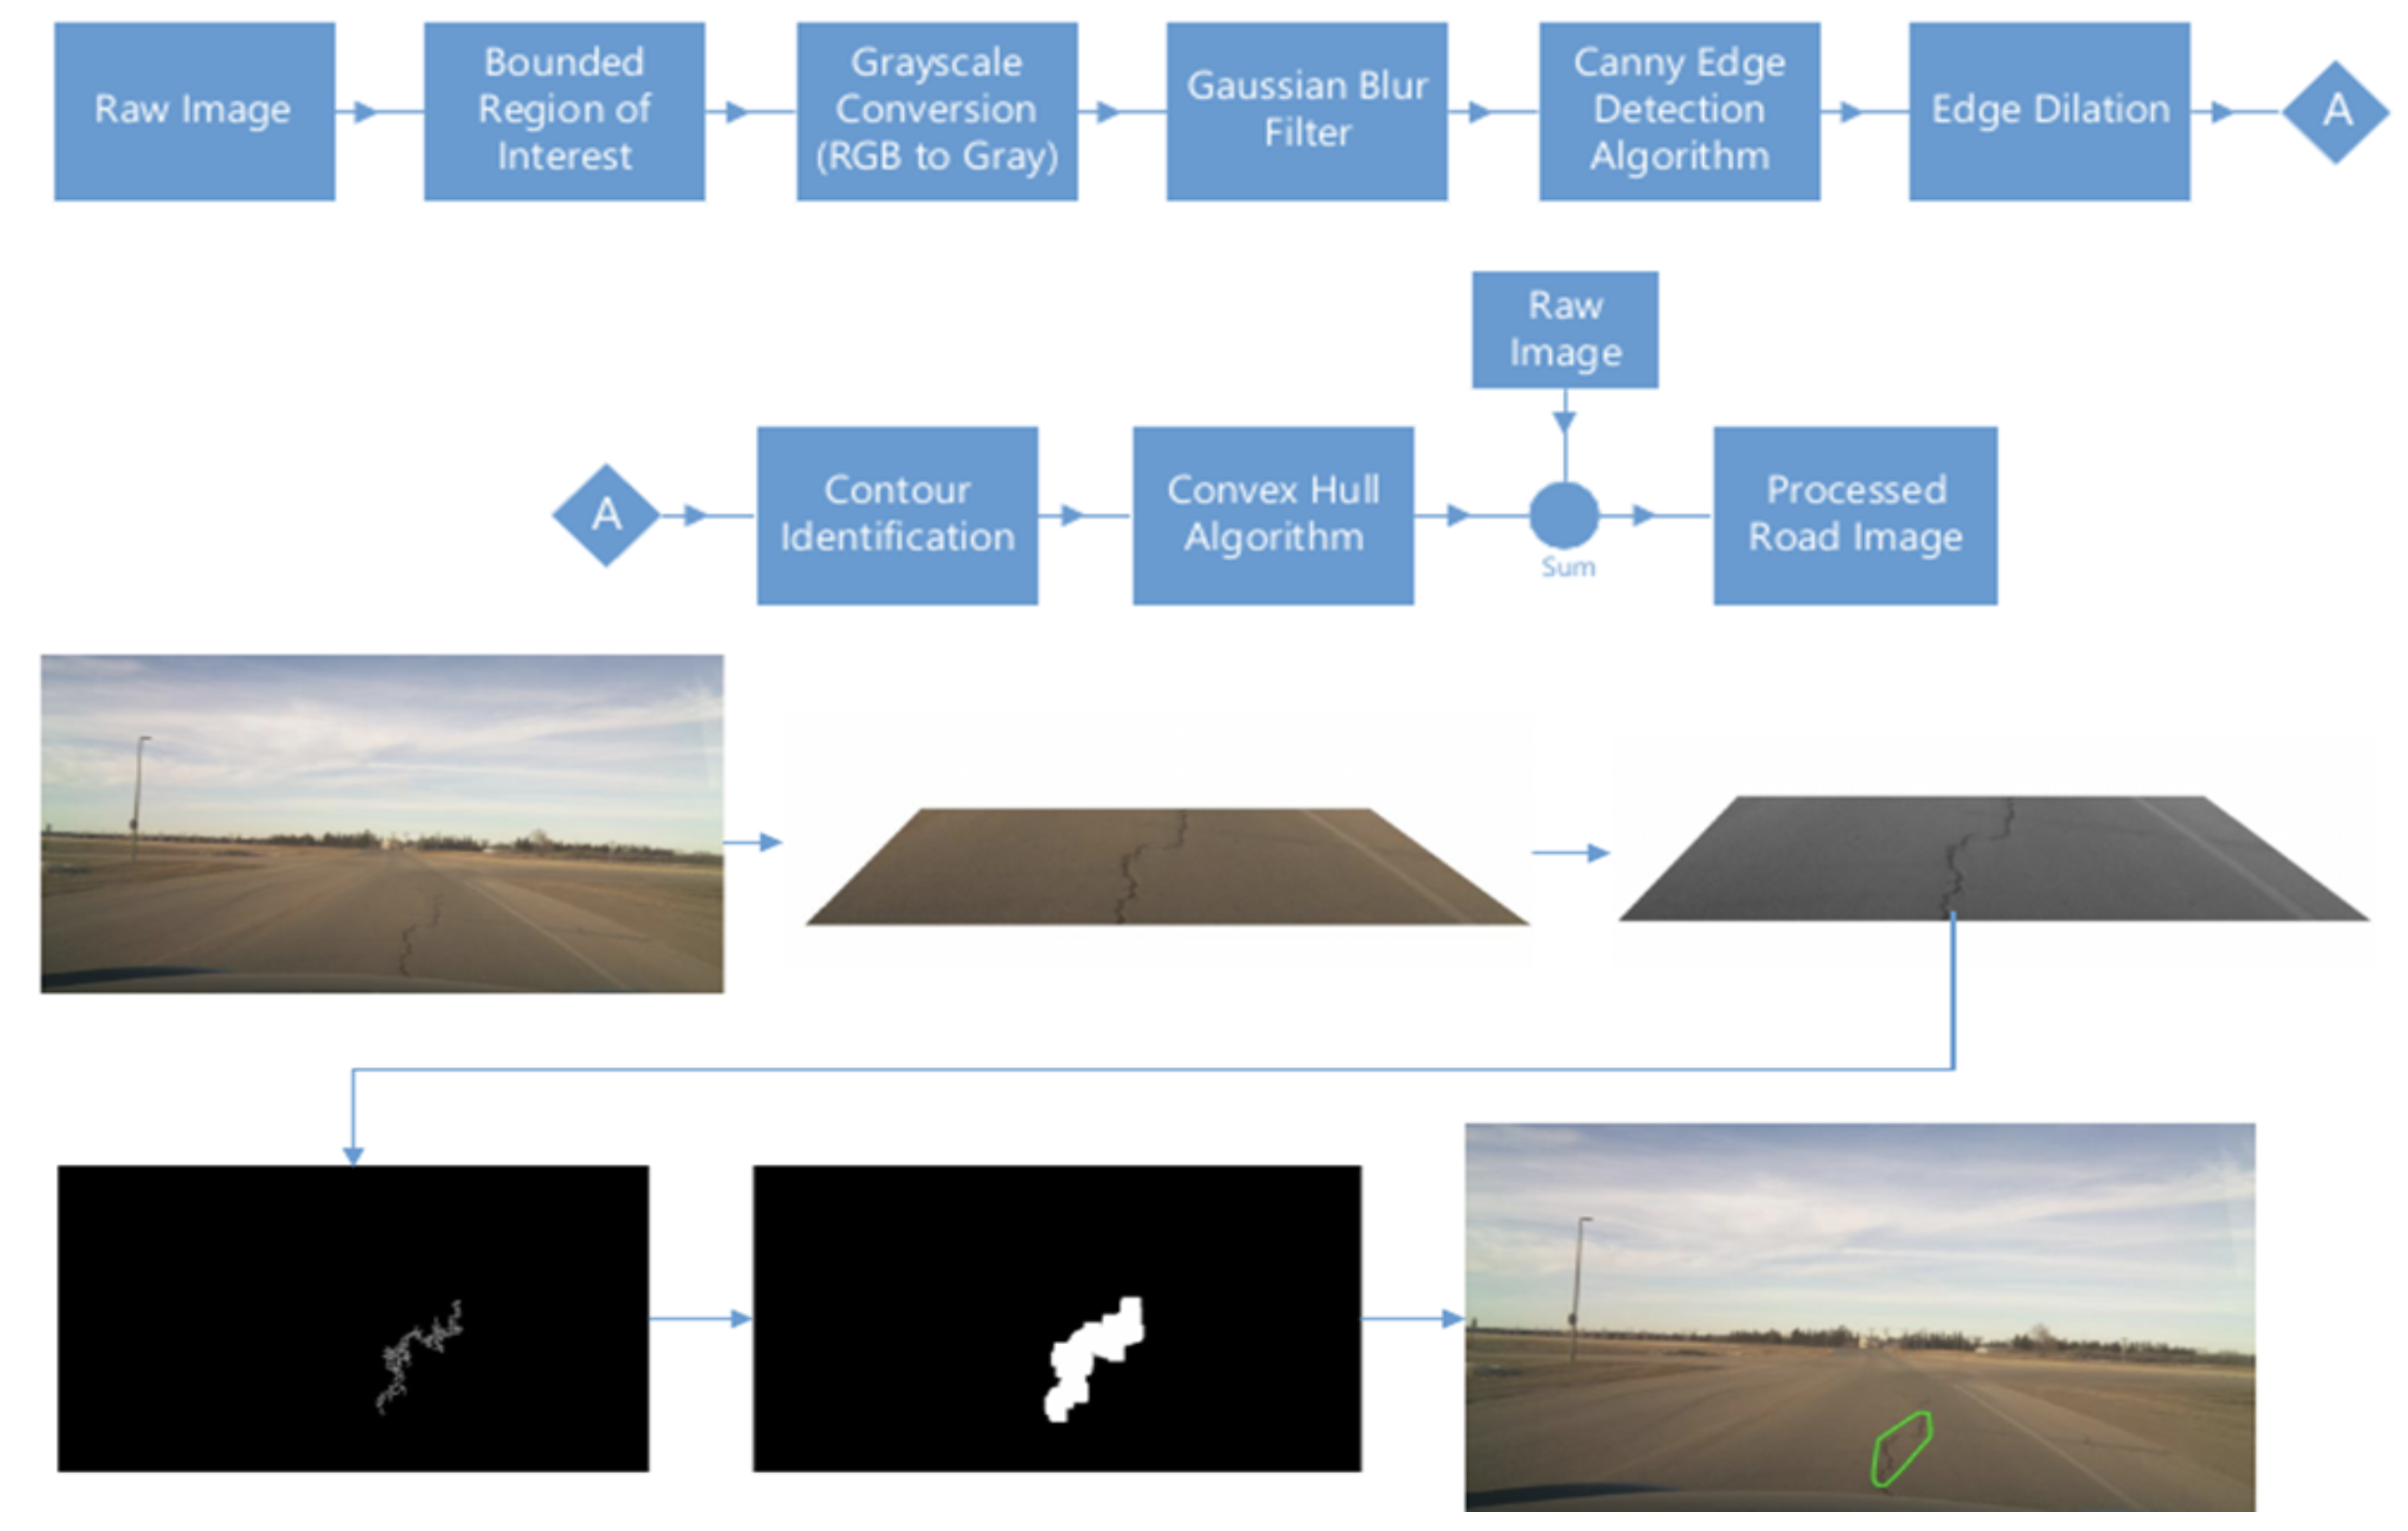 Raw Image
Bounded
Region of
Interest
Grayscale
Conversion
(RGB to Gray)
Gaussian Blur
Filter
Canny Edge
Detection
Algorithm
Edge Dilation
A
Raw
Image
A
Contour
Identification
Convex Hull
Algorithm
Sum
Processed
Road Image